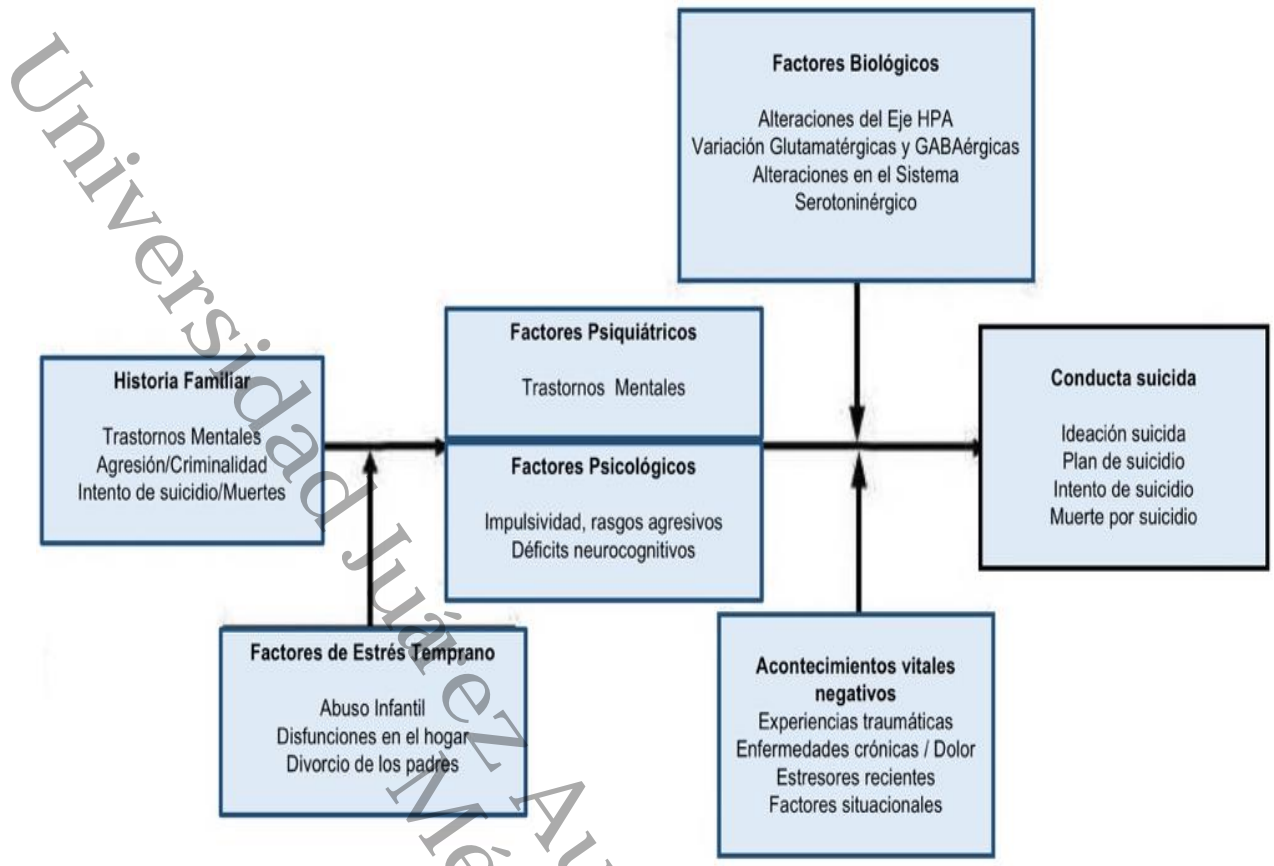 Factores Biológicos
Alteraciones del Eje HPA
Variación Glutamatérgicas y GABAérgicas
Alteraciones en el Sistema
Serotoninérgico
Historia Familiar
Trastornos Mentales
Agresión/Criminalidad
Intento de suicidio/Muertes
Factores Psiquiátricos
Trastornos Mentales
Factores Psicológicos
Impulsividad, rasgos agresivos
Déficits neurocognitivos
Conducta suicida
Ideación suicida
Plan de suicidio
Intento de suicidio
Muerte por suicidio
Factores de Estrés Temprano
Abuso Infantil
Disfunciones en el hogar
Divorcio de los padres
Acontecimientos vitales
negativos
Experiencias traumáticas
Enfermedades crónicas / Dolor
Estresores recientes
Factores situacionales
Universidad Juárez